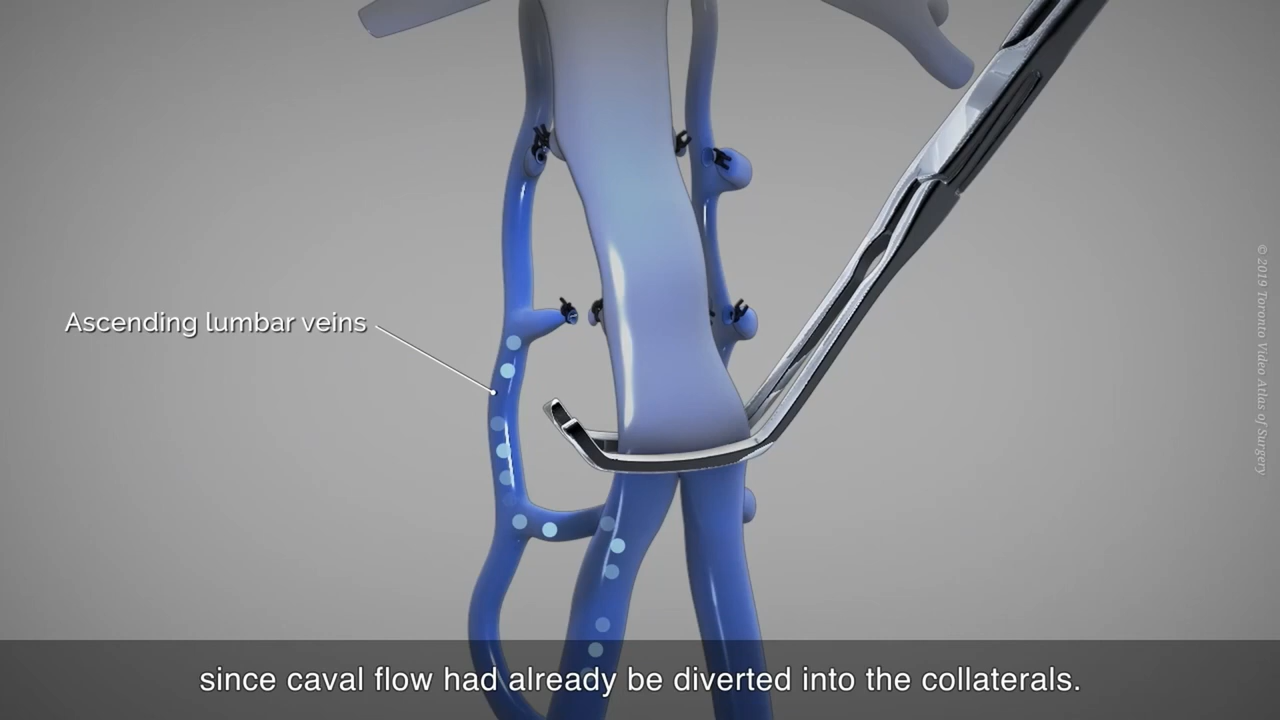 Ascending lumbar veins
© 2019 Toronto Video Atlas of Surgery
since caval flow had already be diverted into the collaterals.